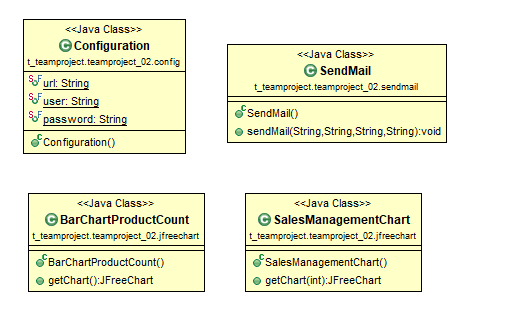 <<Java Class>>
Configuration
t_teamproject.teamproject_02.config
url: String
user: String
password: String
Configuration()
<<Java Class>>
SendMail
t_teamproject.teamproject_02.sendmail
SendMail()
sendMail(String,String,String,String):void
<<Java Class>>
BarChartProductCount
t_teamproject.teamproject_02.jfreechart
BarChartProductCount()
getChart():JFreeChart
<<Java Class>>
SalesManagementChart
t_teamproject.teamproject_02.jfreechart
SalesManagementChart()
getChart(int):JFreeChart